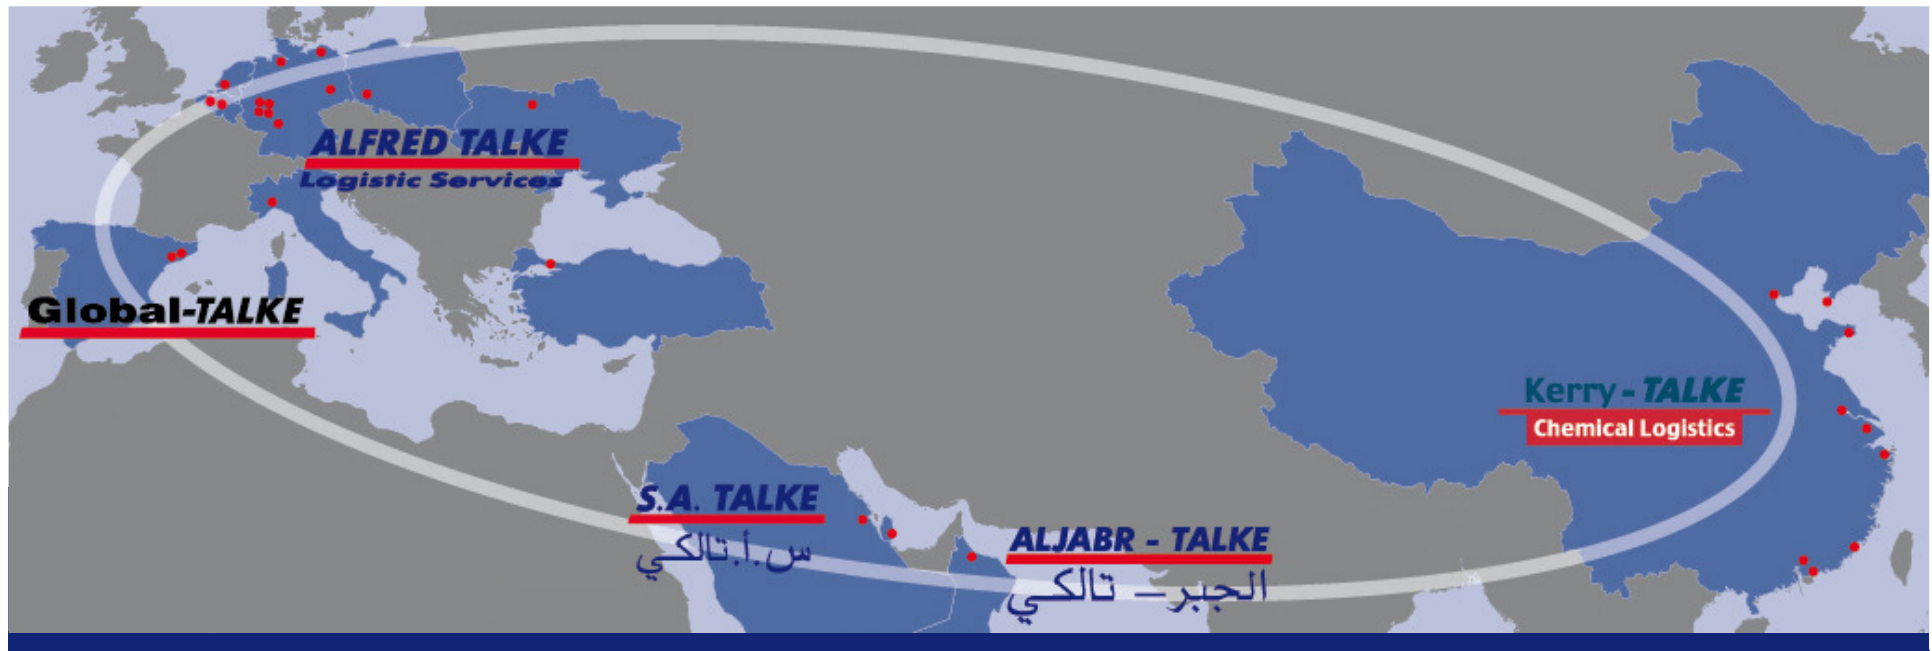 ALFRED TALKE
Logistic Services
Global-TALKE
Kerry - TALKE
Chemical Logistics
S.A. TALKE
س.أ.تالكي
ALJABR - TALKE
الجبر – تالكي